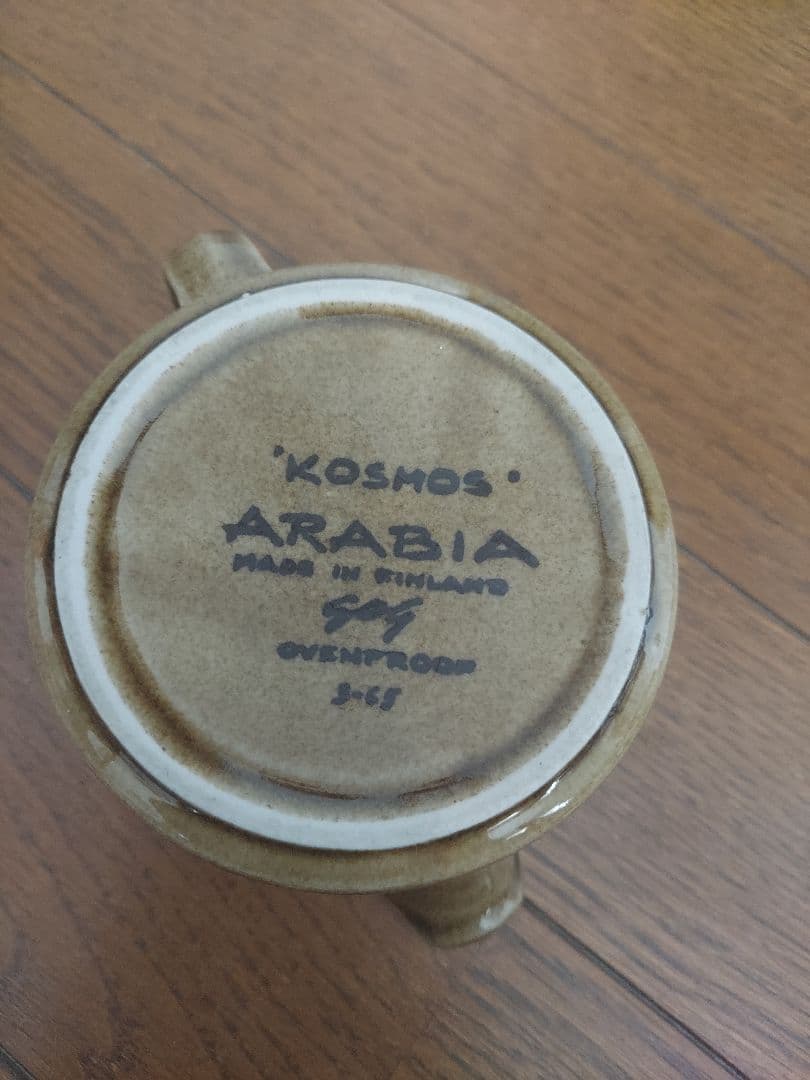 'KOSMOS'
ARABIA
MADE IN FINLAND
OVENPROOF
3-65